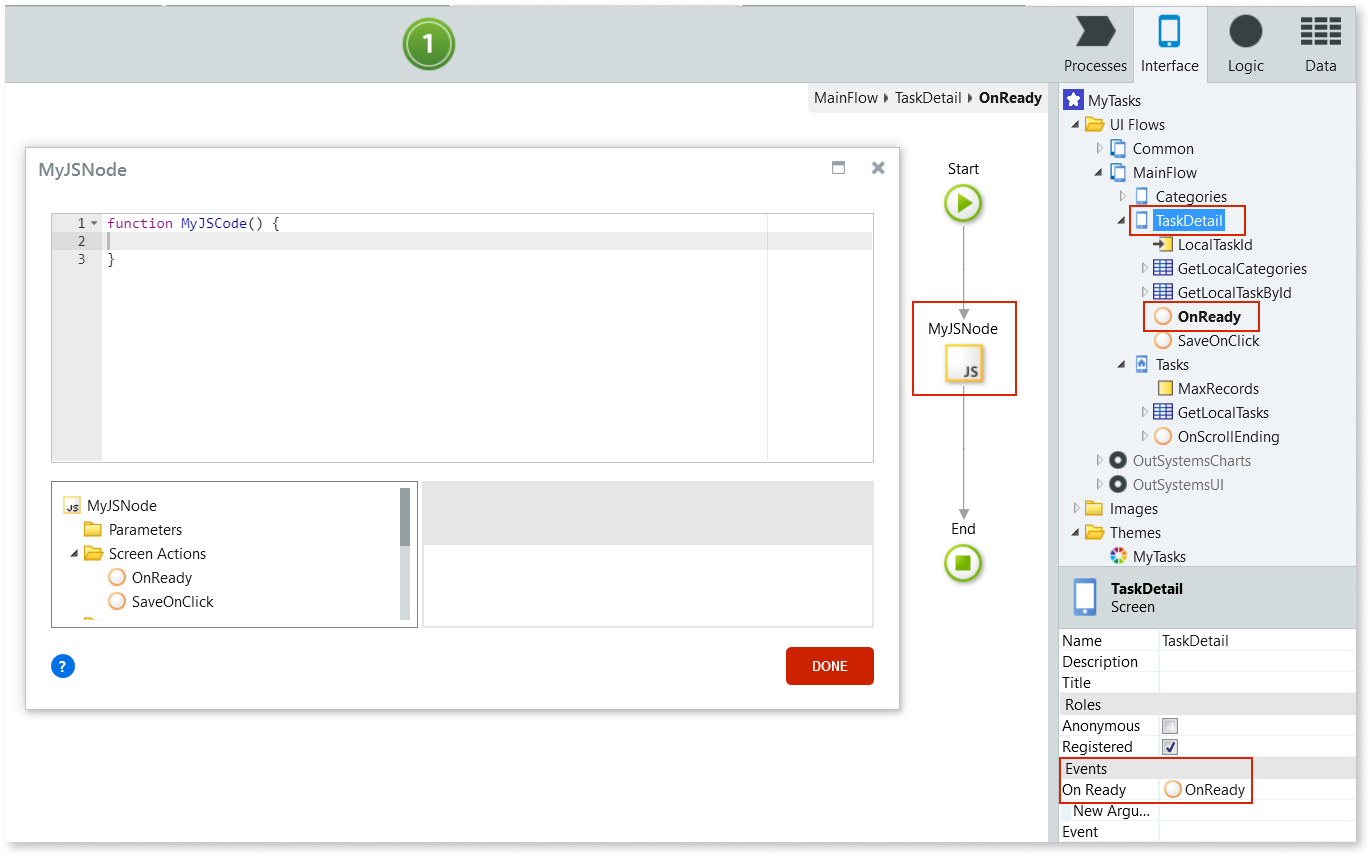 1
Processes
Interface
Logic
Data
MainFlow TaskDetail OnReady
MyJSNode
1 function MyJSCode() {
2
3 }
MyJSNode
Parameters
Screen Actions
OnReady
SaveOnClick
?
DONE
Start
MyJSNode
JS
End
MyTasks
UI Flows
Common
MainFlow
Categories
TaskDetail
LocalTaskId
GetLocalCategories
GetLocalTaskById
OnReady
SaveOnClick
Tasks
MaxRecords
GetLocalTasks
OnScrollEnding
OutSystemsCharts
OutSystemsUI
Images
Themes
MyTasks
TaskDetail
Screen
Name TaskDetail
Description
Title
Roles
Anonymous
Registered
Events
On Ready OnReady
New Argu...
Event